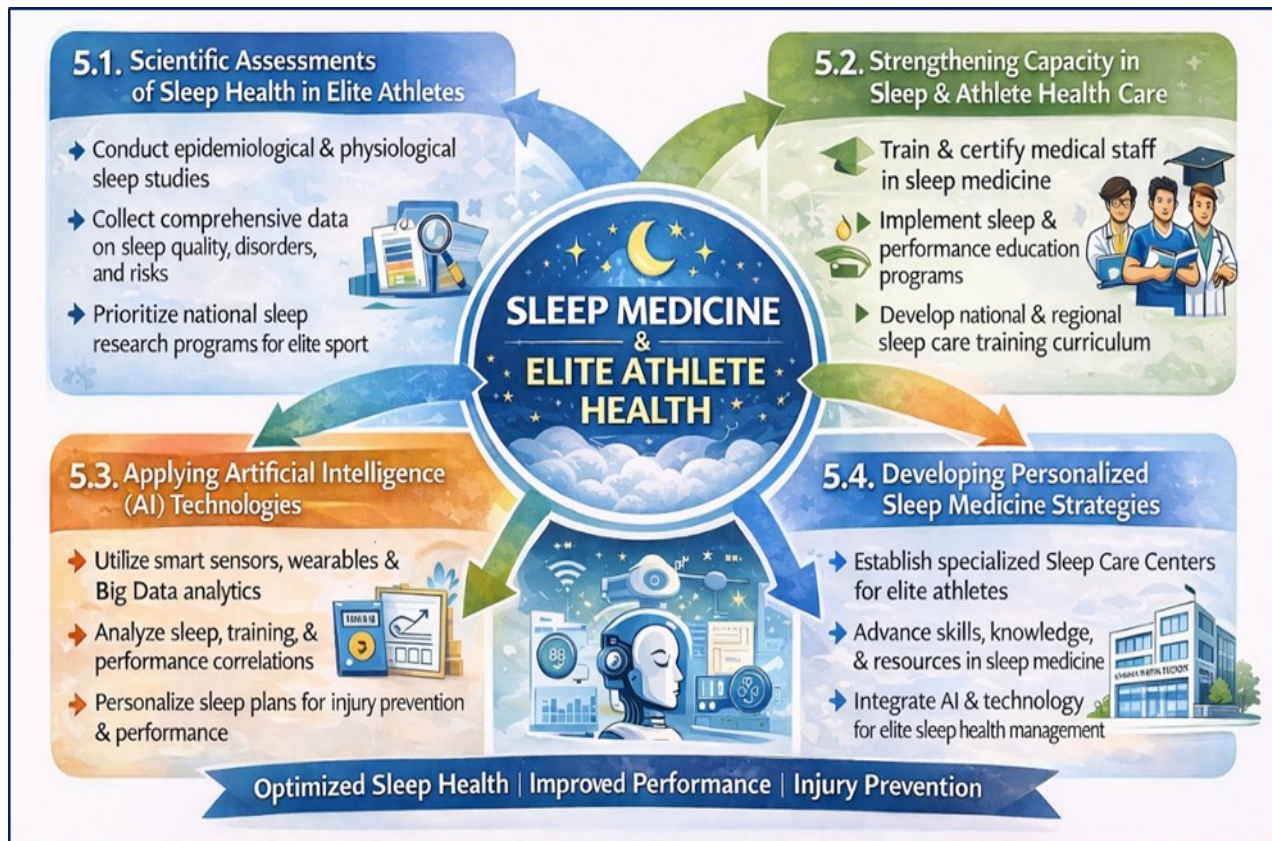 5.1. Scientific Assessments
of Sleep Health in Elite Athletes
Conduct epidemiological & physiological
sleep studies
Collect comprehensive data
on sleep quality, disorders,
and risks
Prioritize national sleep
research programs for elite sport
5.2. Strengthening Capacity in
Sleep & Athlete Health Care
Train & certify medical staff
in sleep medicine
Implement sleep &
performance education
programs
Develop national & regional
sleep care training curriculum
SLEEP MEDICINE
&
ELITE ATHLETE
HEALTH
5.3. Applying Artificial Intelligence
(AI) Technologies
Utilize smart sensors, wearables &
Big Data analytics
Analyze sleep, training, &
performance correlations
Personalize sleep plans for injury prevention
& performance
5.4. Developing Personalized
Sleep Medicine Strategies
Establish specialized Sleep Care Centers
for elite athletes
Advance skills, knowledge,
& resources in sleep medicine
Integrate AI & technology
for elite sleep health management
Optimized Sleep Health | Improved Performance | Injury Prevention